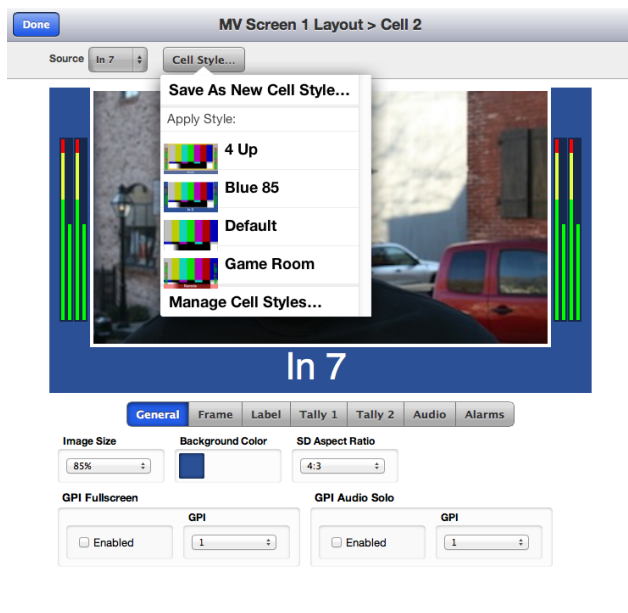 Done
MV Screen 1 Layout > Cell 2
Source In 7 Cell Style...
Save As New Cell Style...
Apply Style:
4 Up
Blue 85
Default
Game Room
Manage Cell Styles...
In 7
General Frame Label Tally 1 Tally 2 Audio Alarms
Image Size Background Color SD Aspect Ratio
85% 4:3
GPI Fullscreen GPI Audio Solo
GPI GPI
Enabled 1 Enabled 1